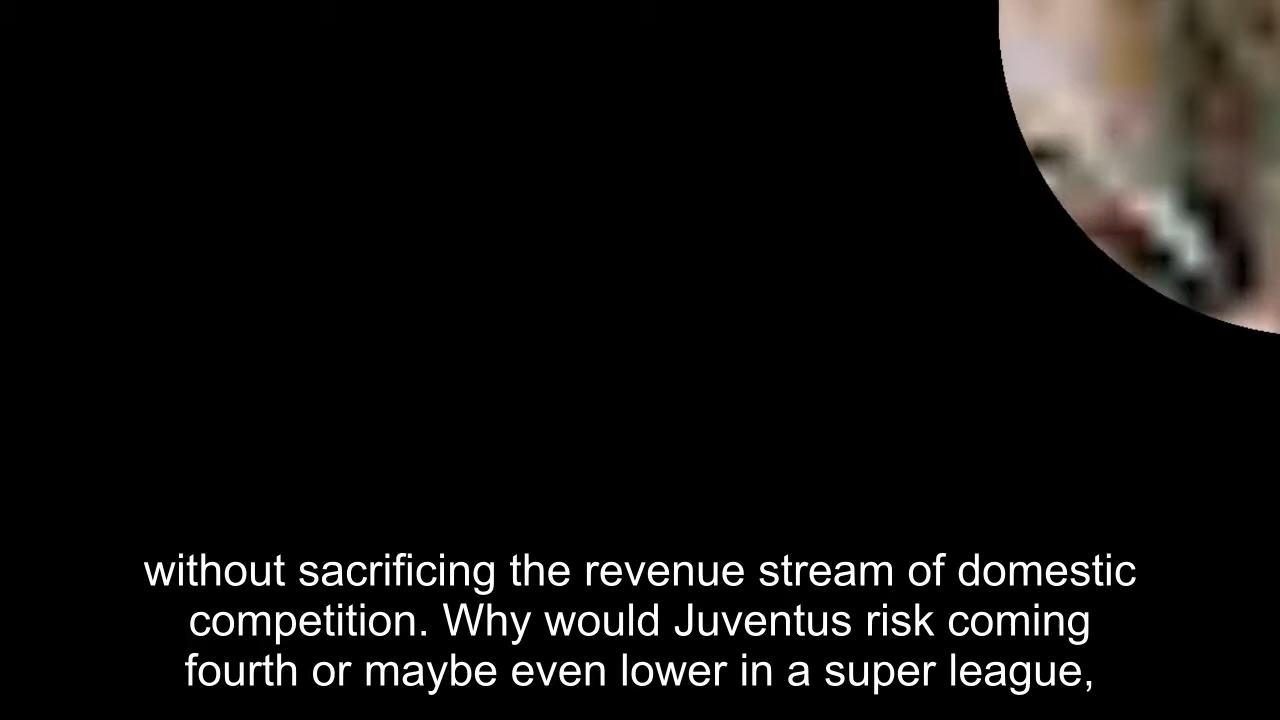 without sacrificing the revenue stream of domestic
competition. Why would Juventus risk coming
fourth or maybe even lower in a super league,